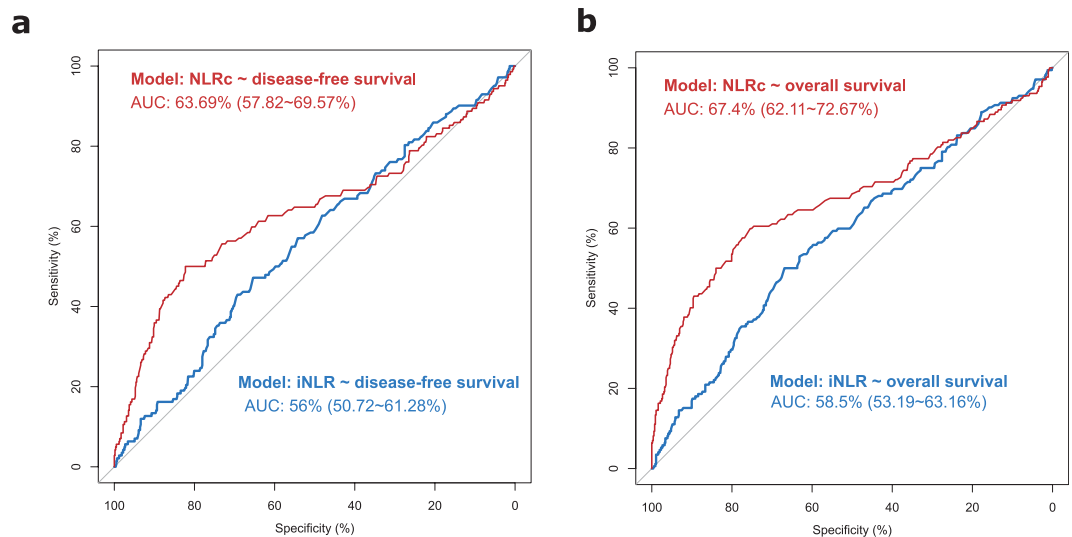 a
Model: NLRc ~ disease-free survival
AUC: 63.69% (57.82~69.57%)
Model: iNLR ~ disease-free survival
AUC: 56% (50.72~61.28%)
Sensitivity (%)
100
80
60
40
20
0
100
80
60
40
20
0
Specificity (%)
b
Model: NLRc ~ overall survival
AUC: 67.4% (62.11~72.67%)
Model: iNLR ~ overall survival
AUC: 58.5% (53.19~63.16%)
Sensitivity (%)
100
80
60
40
20
0
100
80
60
40
20
0
Specificity (%)